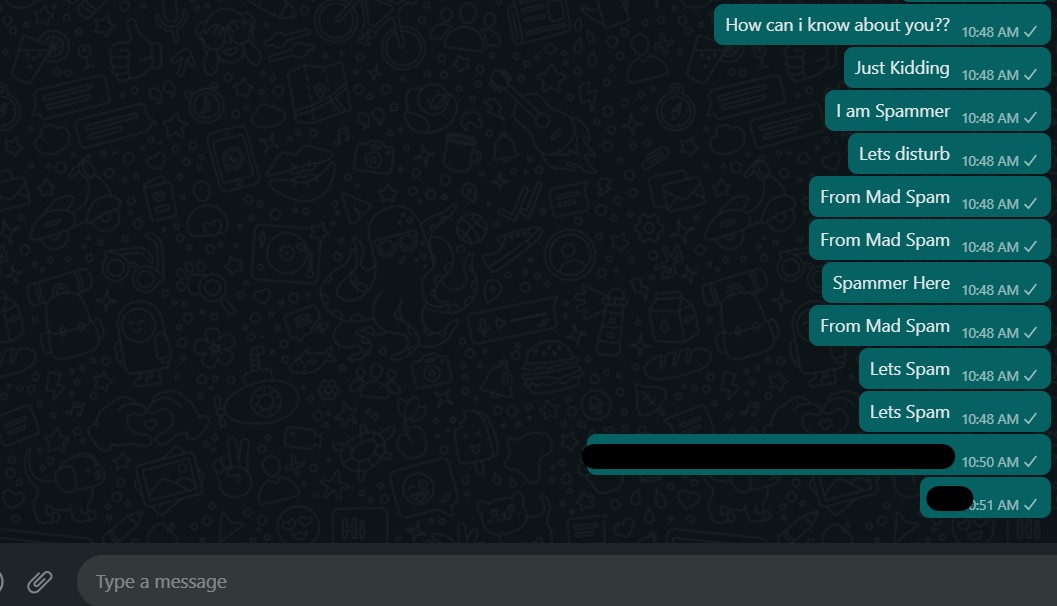 How can i know about you?? 10:48 AM
Just Kidding 10:48 AM
I am Spammer 10:48 AM
Lets disturb 10:48 AM
From Mad Spam 10:48 AM
From Mad Spam 10:48 AM
Spammer Here 10:48 AM
From Mad Spam 10:48 AM
Lets Spam 10:48 AM
Lets Spam 10:48 AM
10:50 AM
0:51 AM
Hi
Hi
Type a message